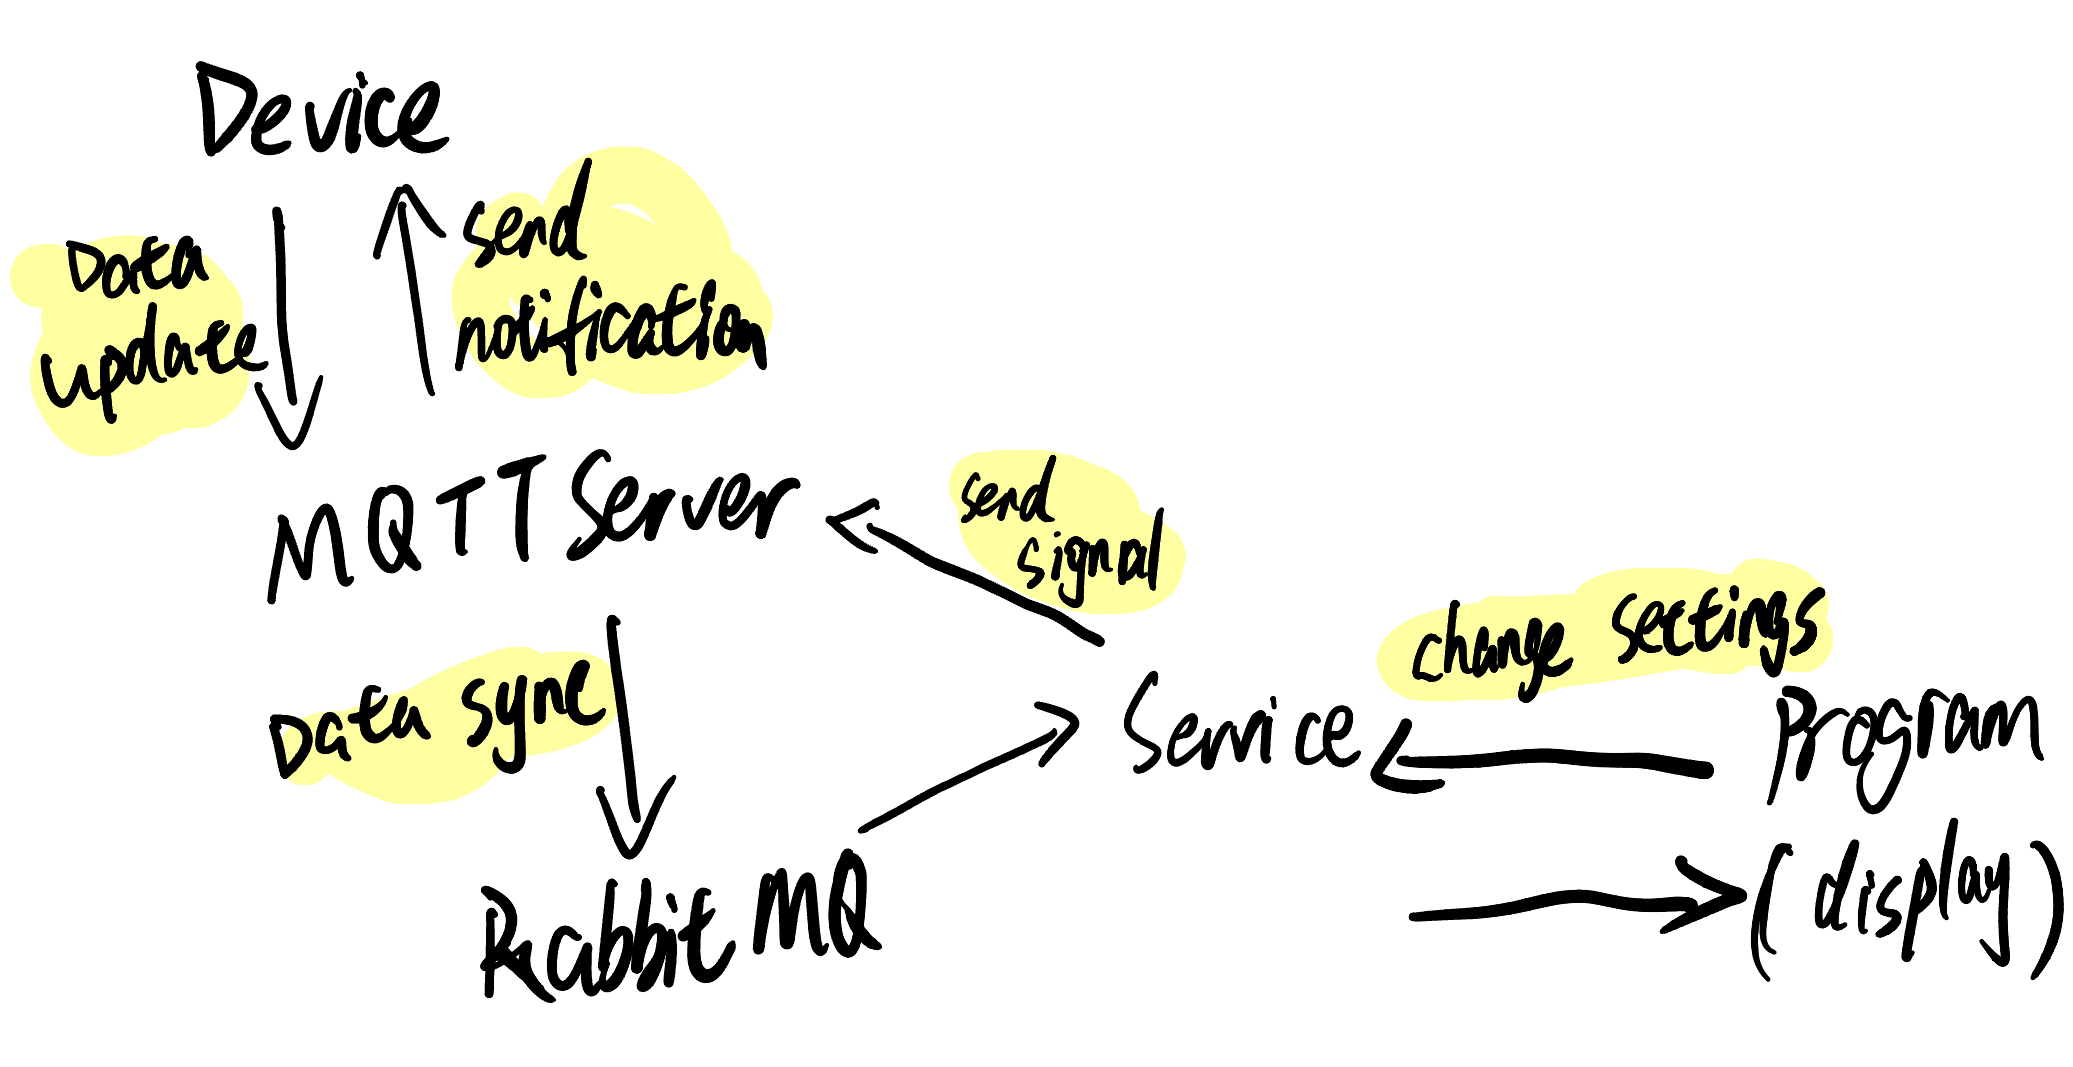 Device
send
notification
Data
update
MQTT Server
send
signal
change settings
Data sync
Service
Program
(display)
RabbitMQ